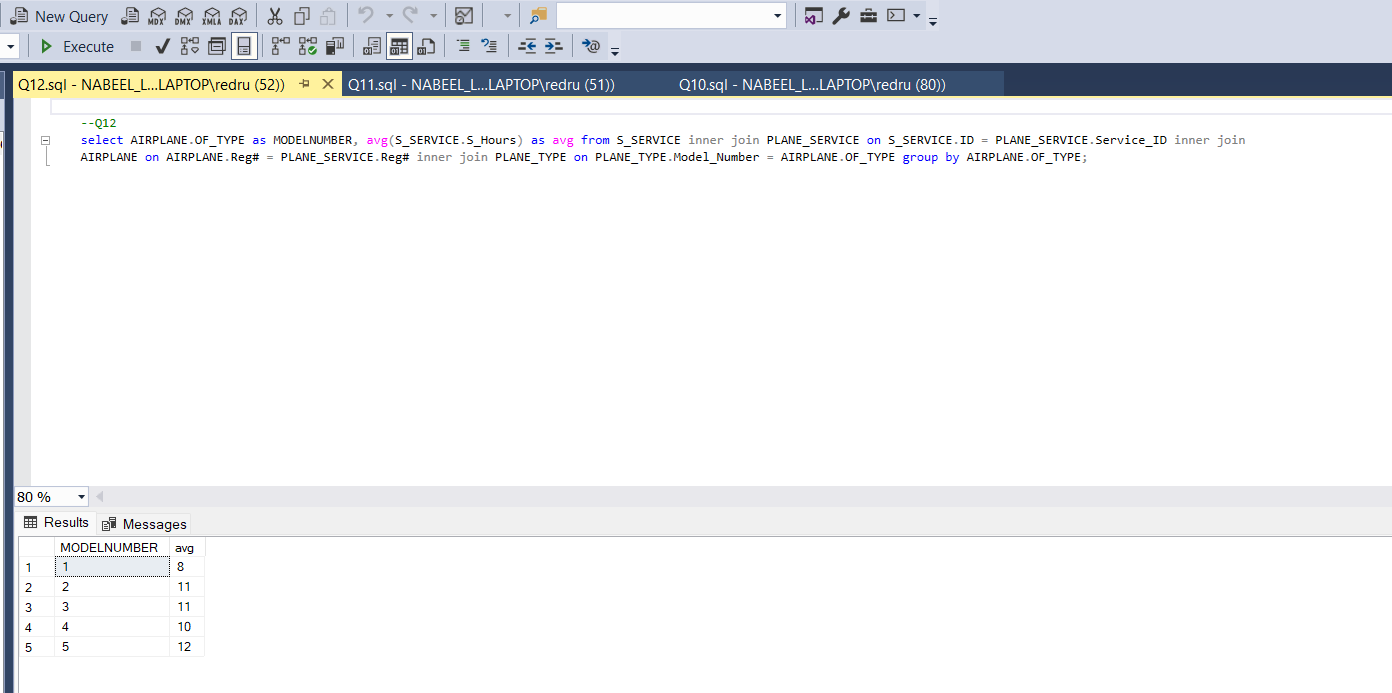 New Query MDX DMX XMLA DAX
Execute
Q12.sql - NABEEL_L...LAPTOP\redru (52)) Q11.sql - NABEEL_L...LAPTOP\redru (51)) Q10.sql - NABEEL_L...LAPTOP\redru (80))
--Q12
select AIRPLANE.OF_TYPE as MODELNUMBER, avg(S_SERVICE.S_Hours) as avg from S_SERVICE inner join PLANE_SERVICE on S_SERVICE.ID = PLANE_SERVICE.Service_ID inner join
AIRPLANE on AIRPLANE.Reg# = PLANE_SERVICE.Reg# inner join PLANE_TYPE on PLANE_TYPE.Model_Number = AIRPLANE.OF_TYPE group by AIRPLANE.OF_TYPE;
80 %
Results Messages
MODELNUMBER avg
1 1 8
2 2 11
3 3 11
4 4 10
5 5 12